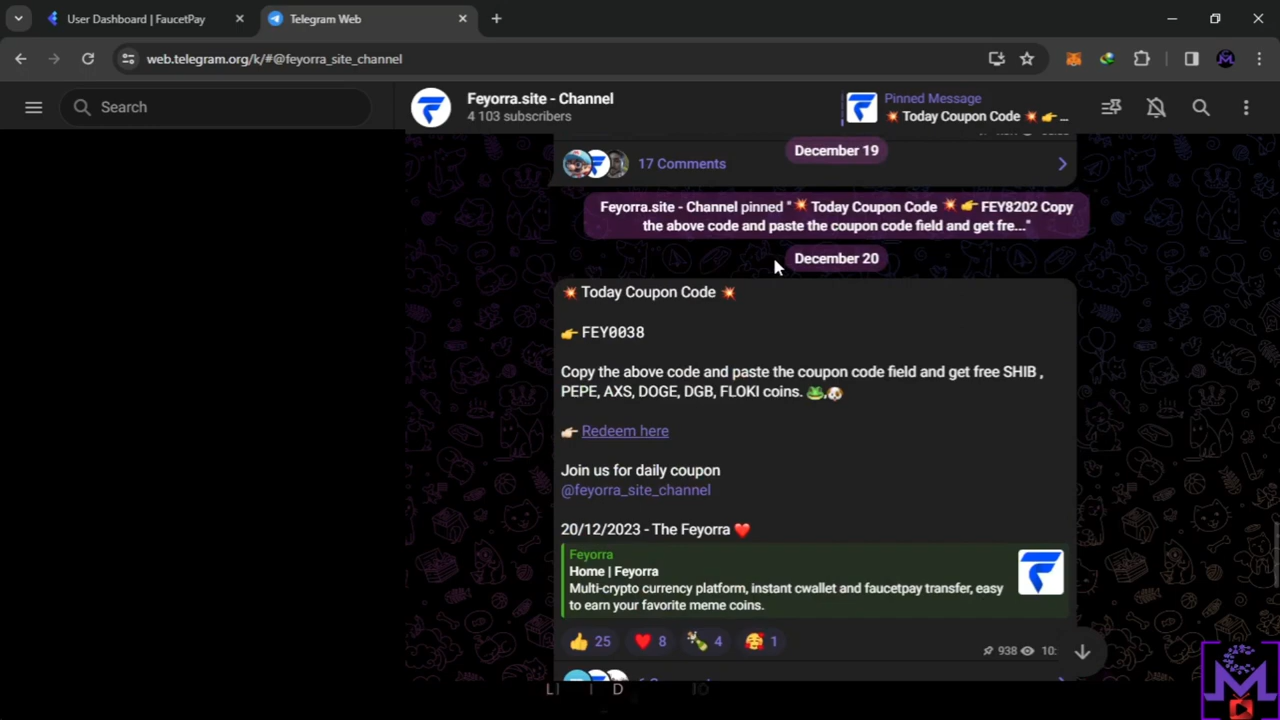 User Dashboard | FaucetPay
Telegram Web
web.telegram.org/k/#@feyorra_site_channel
Search
Feyorra.site - Channel
4 103 subscribers
Pinned Message
💥 Today Coupon Code 💥 👉 ...
December 19
17 Comments
Feyorra.site - Channel pinned "💥 Today Coupon Code 💥 👉 FEY8202 Copy
the above code and paste the coupon code field and get fre..."
December 20
💥 Today Coupon Code 💥
👉 FEY0038
Copy the above code and paste the coupon code field and get free SHIB ,
PEPE, AXS, DOGE, DGB, FLOKI coins. 🐸,🐶
👉🏻 Redeem here
Join us for daily coupon
@feyorra_site_channel
20/12/2023 - The Feyorra ❤️
Feyorra
Home | Feyorra
Multi-crypto currency platform, instant cwallet and faucetpay transfer, easy
to earn your favorite meme coins.
👍 25 ❤️ 8 🍾 4 🥰 1
938 10: